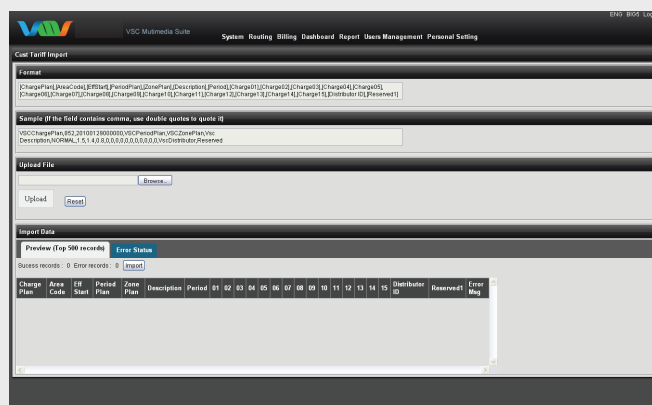 ENG BIG5 Log
VSC Multimedia Suite
System Routing Billing Dashboard Report Users Management Personal Setting
Cust Tariff Import
Format
[ChargePlan],[AreaCode],[EffStart],[PeriodPlan],[ZonePlan],[Description],[Period],[Charge01],[Charge02],[Charge03],[Charge04],[Charge05],
[Charge06],[Charge07],[Charge08],[Charge09],[Charge10],[Charge11],[Charge12],[Charge13],[Charge14],[Charge15],[Distributor ID],[Reserved1]
Sample (If the field contains comma, use double quotes to quote it)
VSCChargePlan,852,20100129000000,VSCPeriodPlan,VSCZonePlan,Vsc
Description,NORMAL,1.5,1.4,0.8,0,0,0,0,0,0,0,0,0,0,0,0,VscDistributor,Reserved
Upload File
Browse...
Upload Reset
Import Data
Preview (Top 500 records) Error Status
Sucess records : 0 Error records : 0 Import
Charge Plan Area Code Eff Start Period Plan Zone Plan Description Period 01 02 03 04 05 06 07 08 09 10 11 12 13 14 15 Distributor ID Reserved1 Error Msg